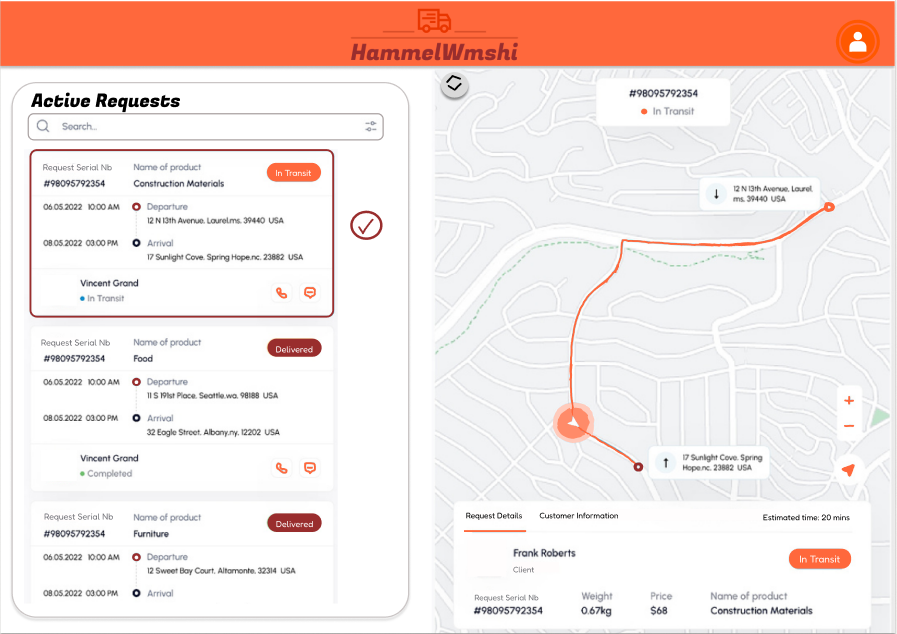 HammelWmshi
Active Requests
Search...
Request Serial Nb
Name of product
In Transit
#98095792354
Construction Materials
06.05.2022 10:00 AM
Departure
12 N 13th Avenue, Laurel.ms, 39440 USA
08.05.2022 03:00 PM
Arrival
17 Sunlight Cove. Spring Hope.nc. 23882 USA
Vincent Grand
In Transit
Request Serial Nb
Name of product
Delivered
#98095792354
Food
06.05.2022 10:00 AM
Departure
11 S 191st Place, Seattle.wa. 98188 USA
08.05.2022 03:00 PM
Arrival
32 Eagle Street, Albany.ny, 12202 USA
Vincent Grand
Completed
Request Serial Nb
Name of product
Delivered
#98095792354
Furniture
06.05.2022 10:00 AM
Departure
12 Sweet Bay Court, Altamonte, 32314 USA
08.05.2022 03:00 PM
Arrival
#98095792354
In Transit
12 N 13th Avenue, Laurel.
ms, 39440 USA
17 Sunlight Cove. Spring
Hope.nc. 23882 USA
Request Details
Customer Information
Estimated time: 20 mins
Frank Roberts
Client
In Transit
Request Serial Nb
Weight
Price
Name of product
#98095792354
0.67kg
$68
Construction Materials